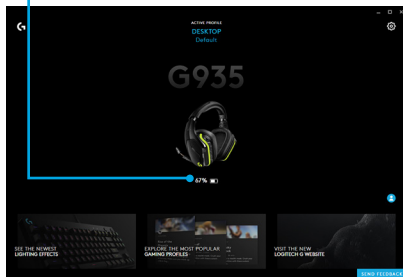 ACTIVE PROFILE
DESKTOP
Default
G935
67%
SEE THE NEWEST
LIGHTING EFFECTS
EXPLORE THE MOST POPULAR
GAMING PROFILES
VISIT THE NEW
LOGITECH G WEBSITE
SEND FEEDBACK